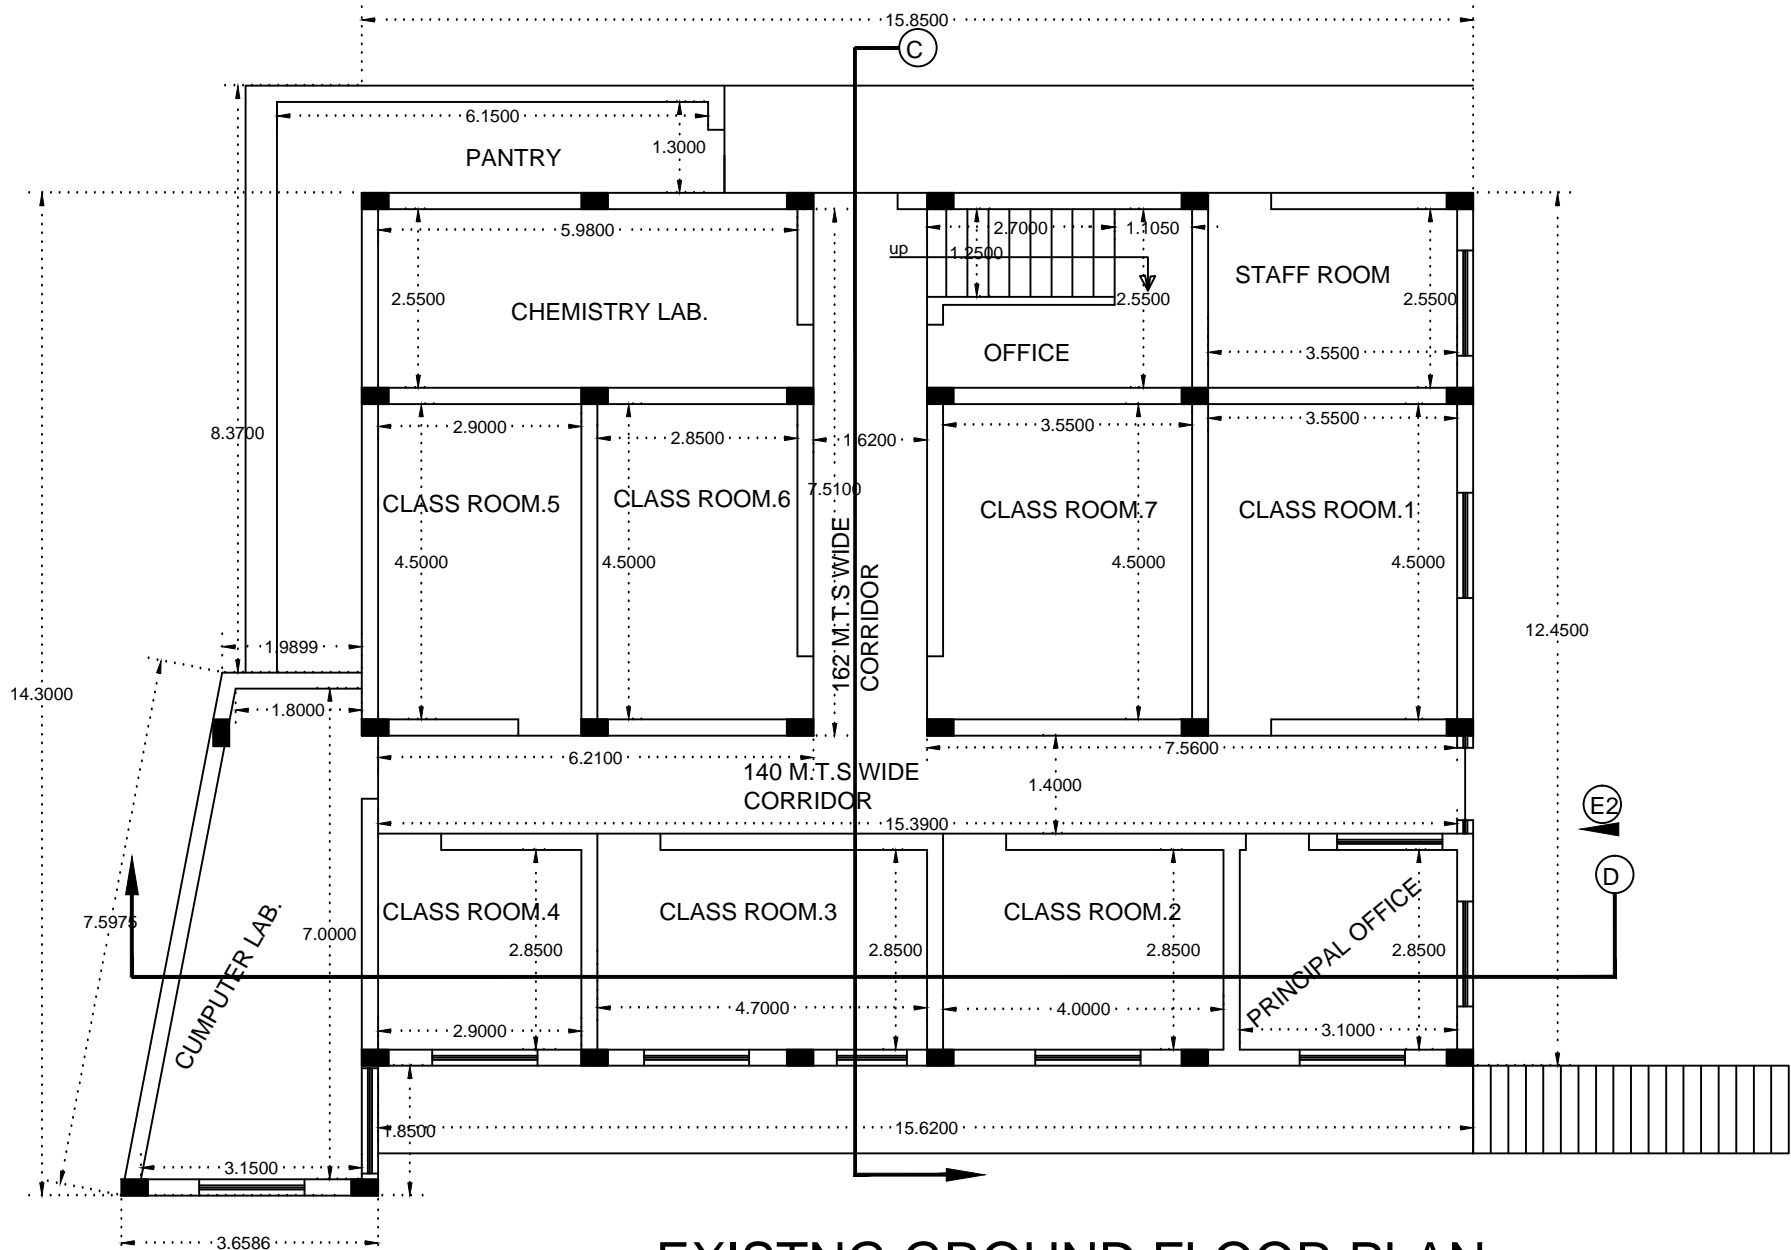 15.8500
C
6.1500
1.3000
PANTRY
5.9800
2.7000
1.1050
up
1.2500
STAFF ROOM
2.5500
2.5500
2.5500
CHEMISTRY LAB.
OFFICE
3.5500
8.3700
2.9000
2.8500
1.6200
3.5500
3.5500
7.5100
CLASS ROOM.5
CLASS ROOM.6
CLASS ROOM.7
CLASS ROOM.1
4.5000
4.5000
4.5000
4.5000
162 M.T.S WIDE
CORRIDOR
12.4500
1.9899
14.3000
1.8000
6.2100
7.5600
140 M.T.S WIDE
CORRIDOR
1.4000
15.3900
E2
D
7.5975
CUMPUTER LAB.
7.0000
CLASS ROOM.4
CLASS ROOM.3
CLASS ROOM.2
PRINCIPAL OFFICE
2.8500
2.8500
2.8500
2.8500
2.9000
4.7000
4.0000
3.1000
1.8500
15.6200
3.1500
3.6586
EXISTNG GROUND FLOOR PLAN